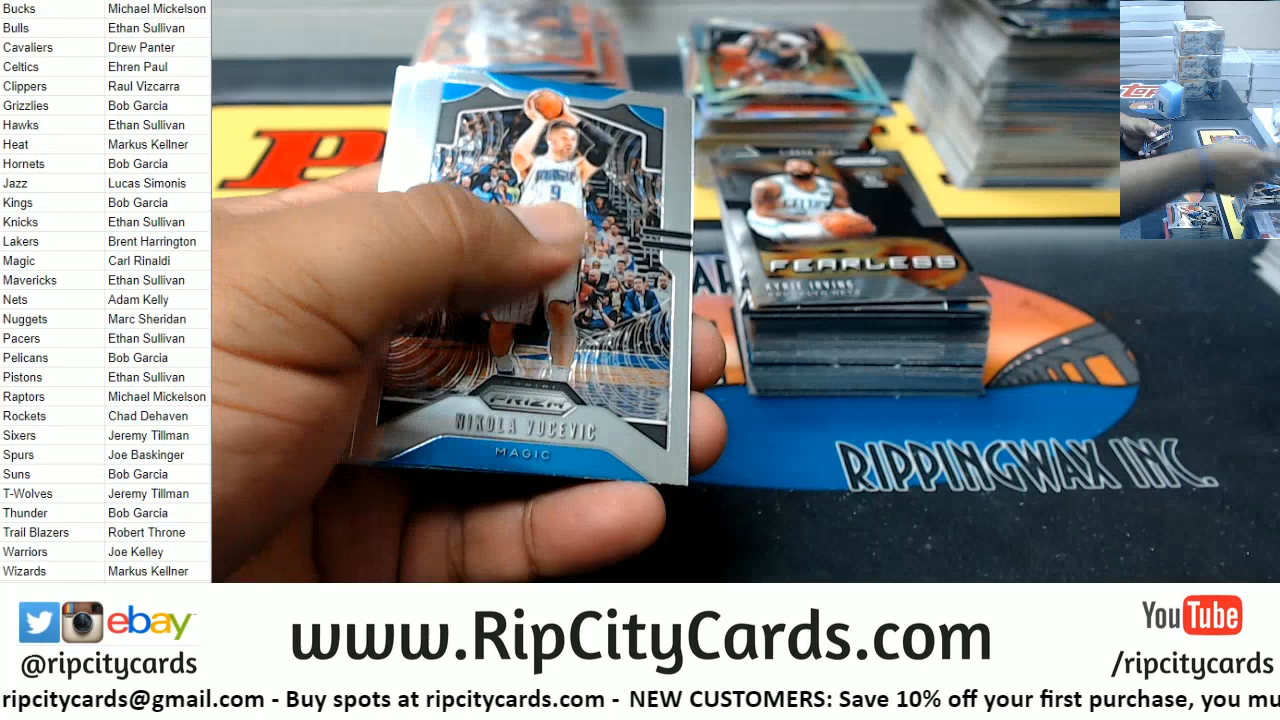 Bucks Michael Mickelson
Bulls Ethan Sullivan
Cavaliers Drew Panter
Celtics Ehren Paul
Clippers Raul Vizcarra
Grizzlies Bob Garcia
Hawks Ethan Sullivan
Heat Markus Kellner
Hornets Bob Garcia
Jazz Lucas Simonis
Kings Bob Garcia
Knicks Ethan Sullivan
Lakers Brent Harrington
Magic Carl Rinaldi
Mavericks Ethan Sullivan
Nets Adam Kelly
Nuggets Marc Sheridan
Pacers Ethan Sullivan
Pelicans Bob Garcia
Pistons Ethan Sullivan
Raptors Michael Mickelson
Rockets Chad Dehaven
Sixers Jeremy Tillman
Spurs Joe Baskinger
Suns Bob Garcia
T-Wolves Jeremy Tillman
Thunder Bob Garcia
Trail Blazers Robert Throne
Warriors Joe Kelley
Wizards Markus Kellner
9
PANINI
PRIZM
NIKOLA VUCEVIC
MAGIC
CELTICS
FEARLESS
KYRIE IRVING
BROOKLYN NETS
RIPPINGWAX INC.
ebay
@ripcitycards
www.RipCityCards.com
YouTube
/ripcitycards
ripcitycards@gmail.com - Buy spots at ripcitycards.com - NEW CUSTOMERS: Save 10% off your first purchase, you mu